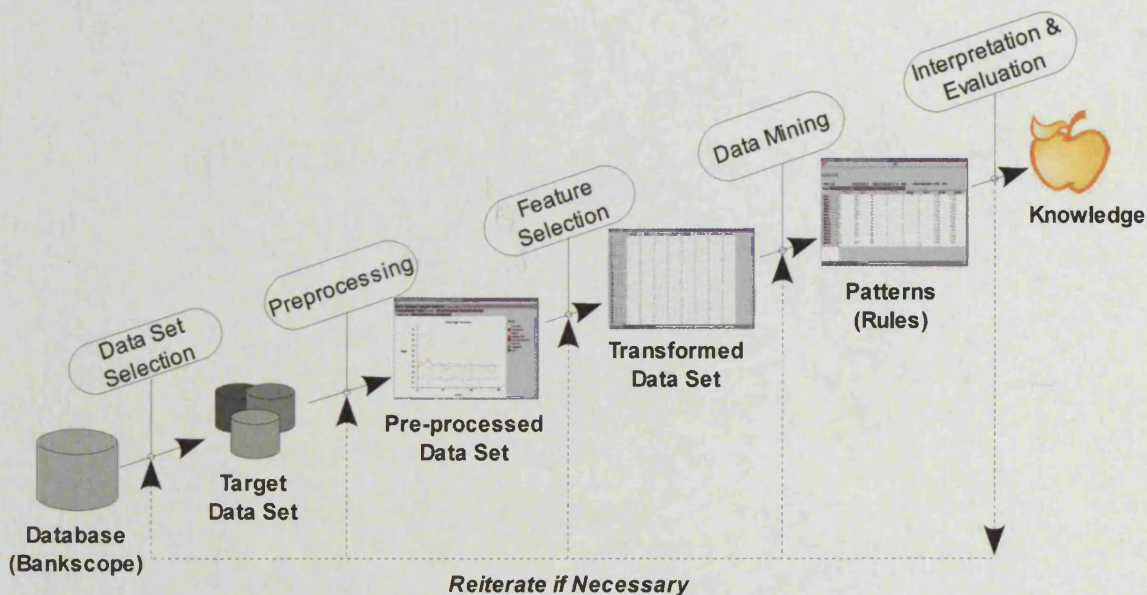 Interpretation &
Evaluation
Data Mining
Feature
Selection
Preprocessing
Data Set
Selection
Knowledge
Patterns
(Rules)
Transformed
Data Set
Pre-processed
Data Set
Target
Data Set
Database
(Bankscope)
Reiterate if Necessary